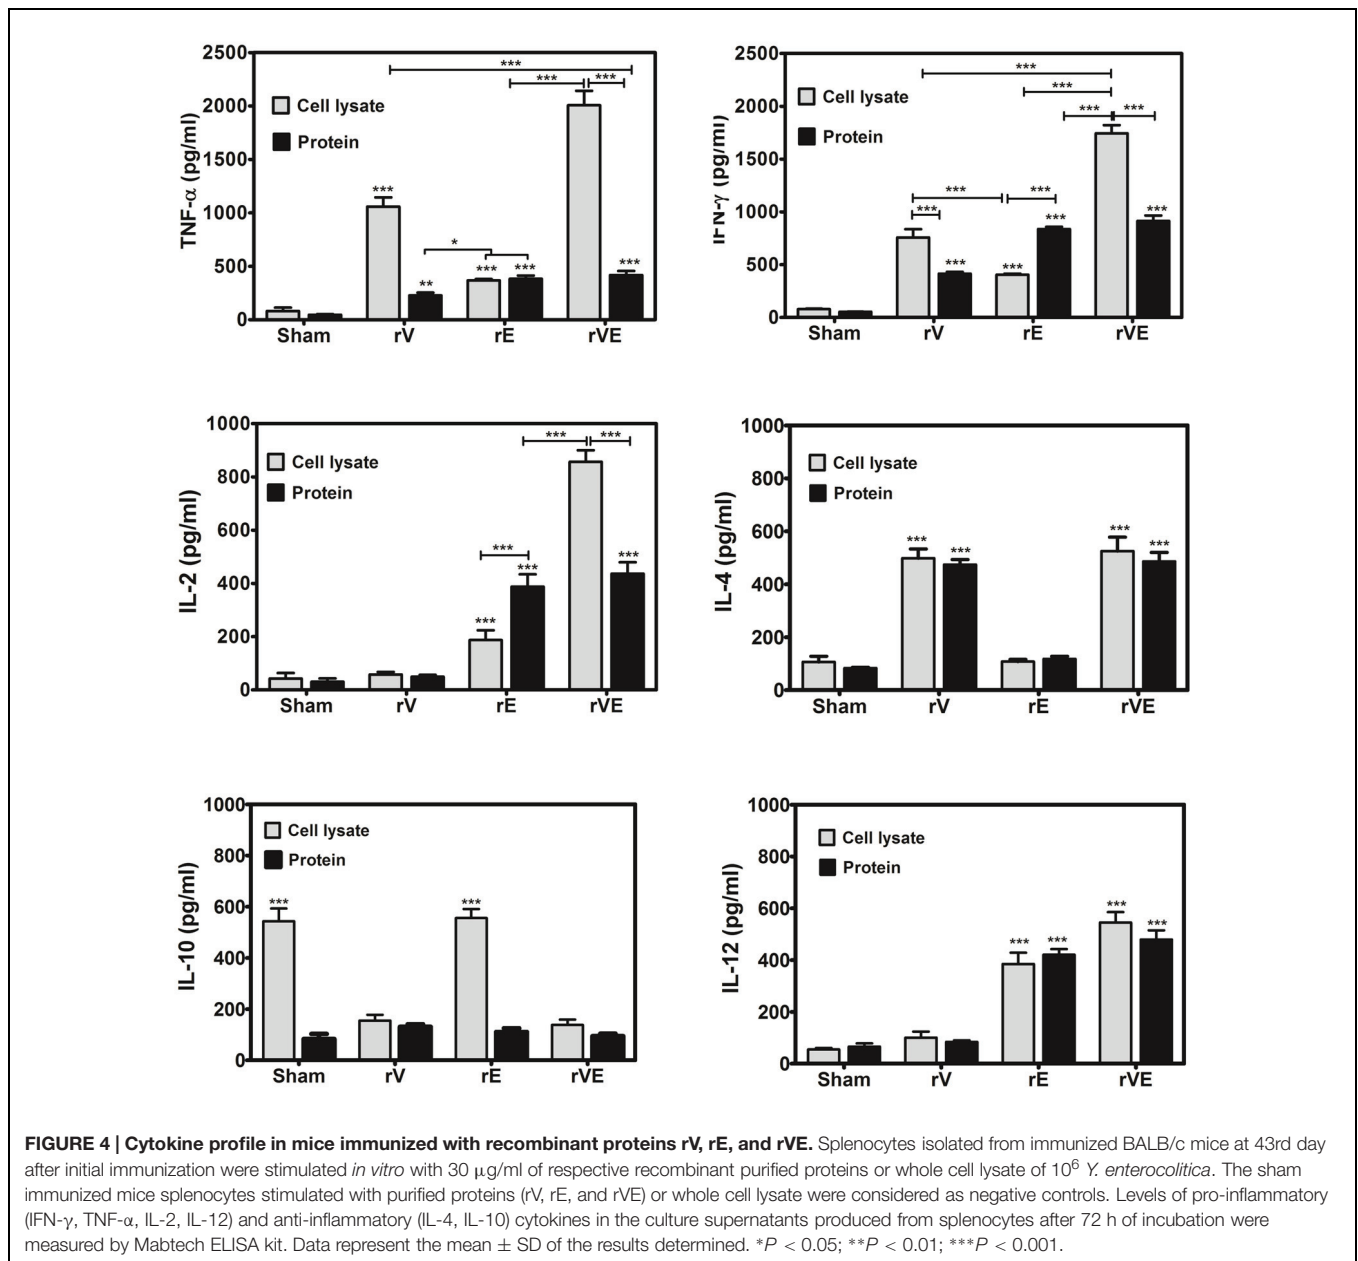 2500
2000
1500
1000
500
0
TNF-α (pg/ml)
Cell lysate
Protein
***
***
***
***
*
**
***
***
***
Sham
rV
rE
rVE
2500
2000
1500
1000
500
0
IFN-γ (pg/ml)
Cell lysate
Protein
***
***
***
***
***
***
***
***
***
***
***
Sham
rV
rE
rVE
1000
800
600
400
200
0
IL-2 (pg/ml)
Cell lysate
Protein
***
***
***
***
***
***
Sham
rV
rE
rVE
1000
800
600
400
200
0
IL-4 (pg/ml)
Cell lysate
Protein
***
***
***
***
Sham
rV
rE
rVE
1000
800
600
400
200
0
IL-10 (pg/ml)
Cell lysate
Protein
***
***
Sham
rV
rE
rVE
1000
800
600
400
200
0
IL-12 (pg/ml)
Cell lysate
Protein
***
***
***
***
Sham
rV
rE
rVE
FIGURE 4 | Cytokine profile in mice immunized with recombinant proteins rV, rE, and rVE. Splenocytes isolated from immunized BALB/c mice at 43rd day
after initial immunization were stimulated in vitro with 30 μg/ml of respective recombinant purified proteins or whole cell lysate of 10⁶ Y. enterocolitica. The sham
immunized mice splenocytes stimulated with purified proteins (rV, rE, and rVE) or whole cell lysate were considered as negative controls. Levels of pro-inflammatory
(IFN-γ, TNF-α, IL-2, IL-12) and anti-inflammatory (IL-4, IL-10) cytokines in the culture supernatants produced from splenocytes after 72 h of incubation were
measured by Mabtech ELISA kit. Data represent the mean ± SD of the results determined. *P < 0.05; **P < 0.01; ***P < 0.001.